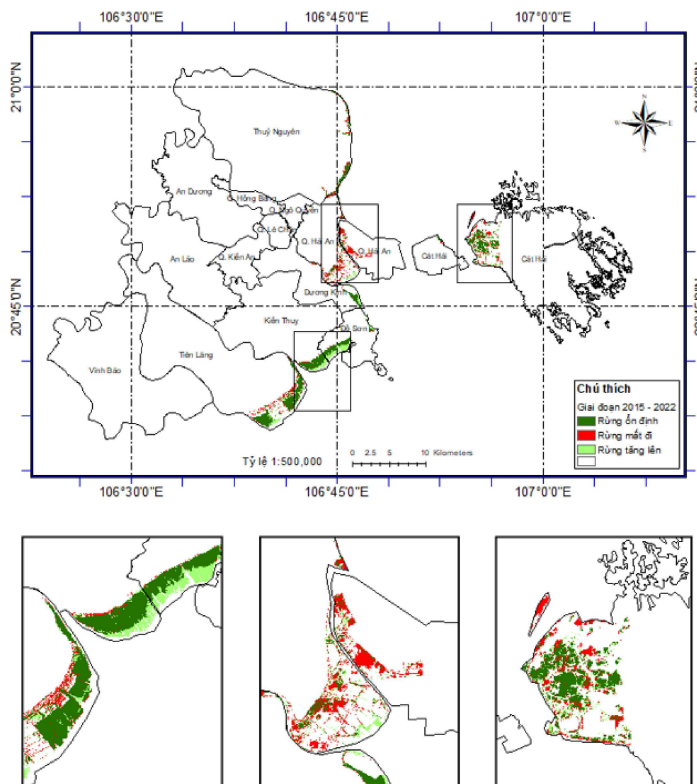 106°30'0"E 106°45'0"E 107°0'0"E
21°0'0"N
N
W E
S
Thuỷ Nguyên
An Dương
Q. Hồng Bàng
Q. Ngô Quyền
Q. Lê Chân
Q. Hải An
Q. Hải An
Cát Hải
Cát Hải
An Lão
Q. Kiến An
Dương Kinh
20°45'0"N
Kiến Thuỵ
Đồ Sơn
Tiên Lãng
Vĩnh Bảo
Chú thích
Giai đoạn 2015 - 2022
Rừng ổn định
Rừng mất đi
Rừng tăng lên
Tỷ lệ 1:500,000
0 2.5 5 10 Kilometers
106°30'0"E 106°45'0"E 107°0'0"E